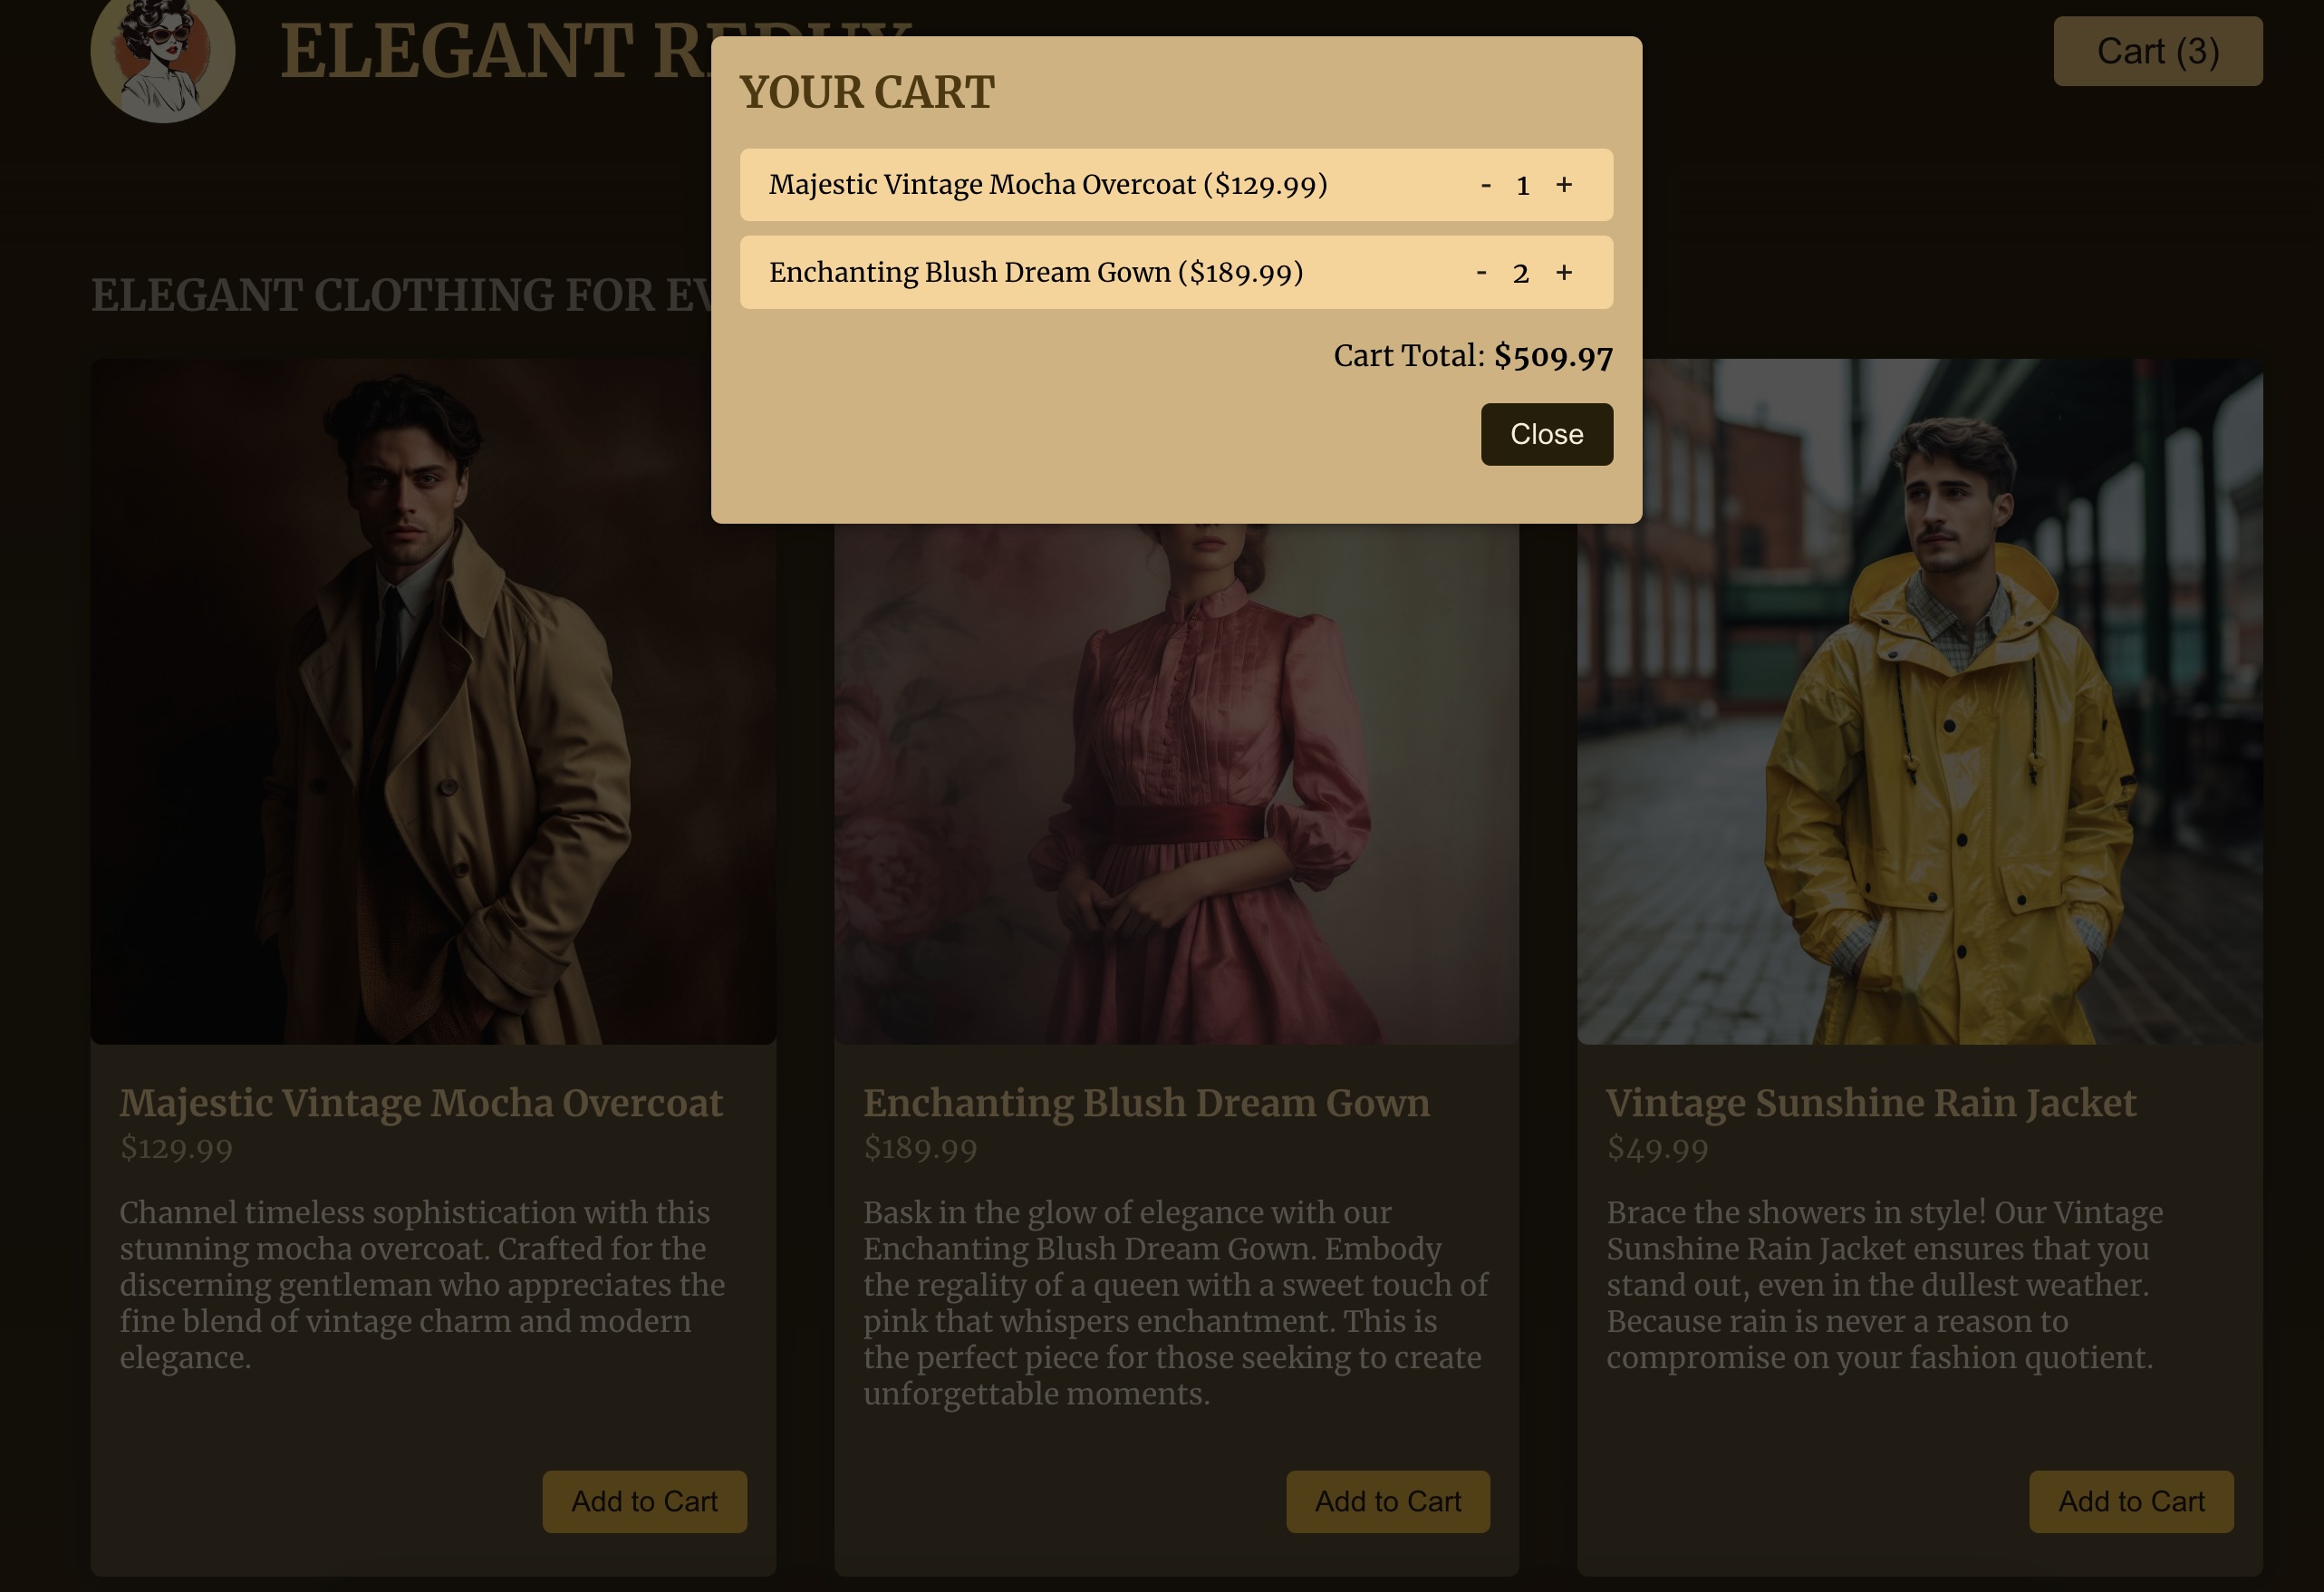 ELEGANT
Cart (3)
YOUR CART
Majestic Vintage Mocha Overcoat ($129.99) - 1 +
Enchanting Blush Dream Gown ($189.99) - 2 +
Cart Total: $509.97
Close
ELEGANT CLOTHING FOR
Majestic Vintage Mocha Overcoat
$129.99
Channel timeless sophistication with this
stunning mocha overcoat. Crafted for the
discerning gentleman who appreciates the
fine blend of vintage charm and modern
elegance.
Add to Cart
Enchanting Blush Dream Gown
$189.99
Bask in the glow of elegance with our
Enchanting Blush Dream Gown. Embody
the regality of a queen with a sweet touch of
pink that whispers enchantment. This is
the perfect piece for those seeking to create
unforgettable moments.
Add to Cart
Vintage Sunshine Rain Jacket
$49.99
Brace the showers in style! Our Vintage
Sunshine Rain Jacket ensures that you
stand out, even in the dullest weather.
Because rain is never a reason to
compromise on your fashion quotient.
Add to Cart